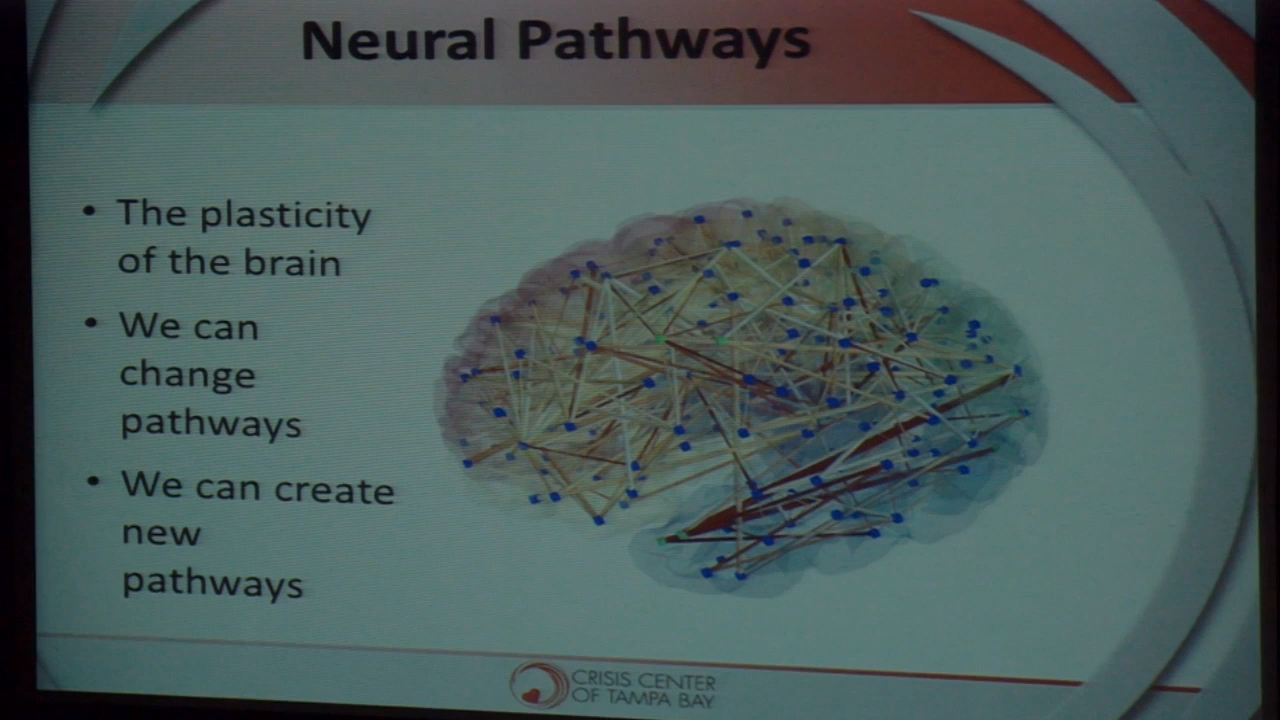 Neural Pathways
• The plasticity
of the brain
• We can
change
pathways
• We can create
new
pathways
CRISIS CENTER
OF TAMPA BAY